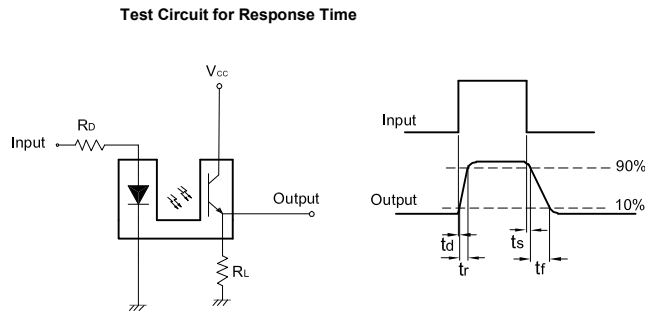 Test Circuit for Response Time
Vcc
RD
Input
Output
RL
Input
90%
Output
10%
td
ts
tr
tf